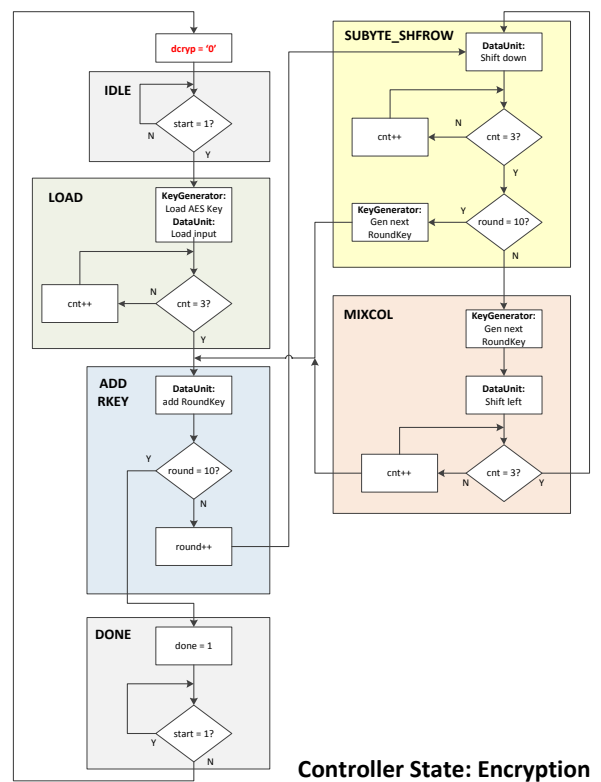 dcryp = '0'
IDLE
start = 1?
N
Y
LOAD
KeyGenerator:
Load AES Key
DataUnit:
Load input
N
cnt++
cnt = 3?
Y
ADD
RKEY
DataUnit:
add RoundKey
Y
round = 10?
N
round++
DONE
done = 1
start = 1?
Y
N
SUBYTE_SHFROW
DataUnit:
Shift down
N
cnt++
cnt = 3?
Y
KeyGenerator:
Gen next
RoundKey
Y
round = 10?
N
MIXCOL
KeyGenerator:
Gen next
RoundKey
DataUnit:
Shift left
cnt++
N
cnt = 3?
Y
Controller State: Encryption